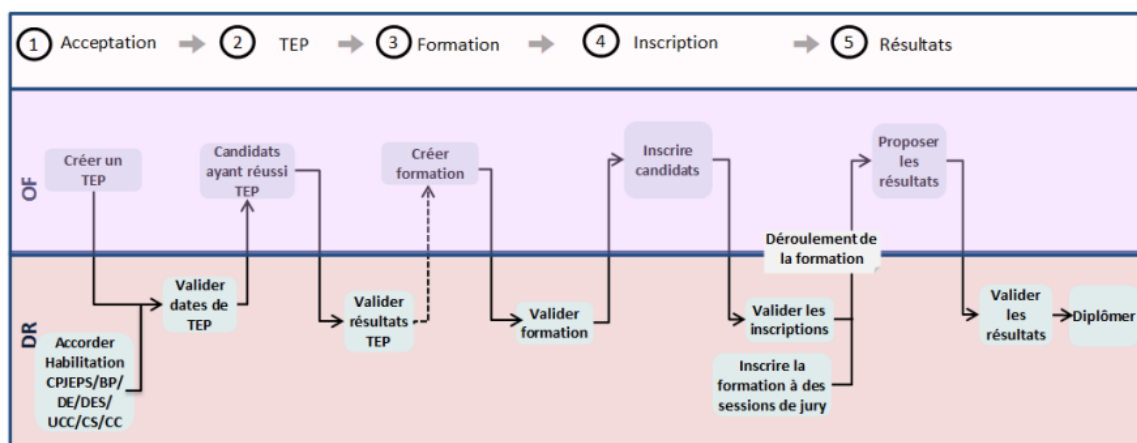 1 Acceptation
2 TEP
3 Formation
4 Inscription
5 Résultats
OF
Créer un
TEP
Candidats
ayant réussi
TEP
Créer
formation
Inscrire
candidats
Proposer
les
résultats
Déroulement de
la formation
DR
Accorder
Habilitation
CPJEPS/BP/
DE/DES/
UCC/CS/CC
Valider
dates de
TEP
Valider
résultats
TEP
Valider
formation
Valider les
inscriptions
Inscrire la
formation à des
sessions de jury
Valider
les
résultats
Diplômer